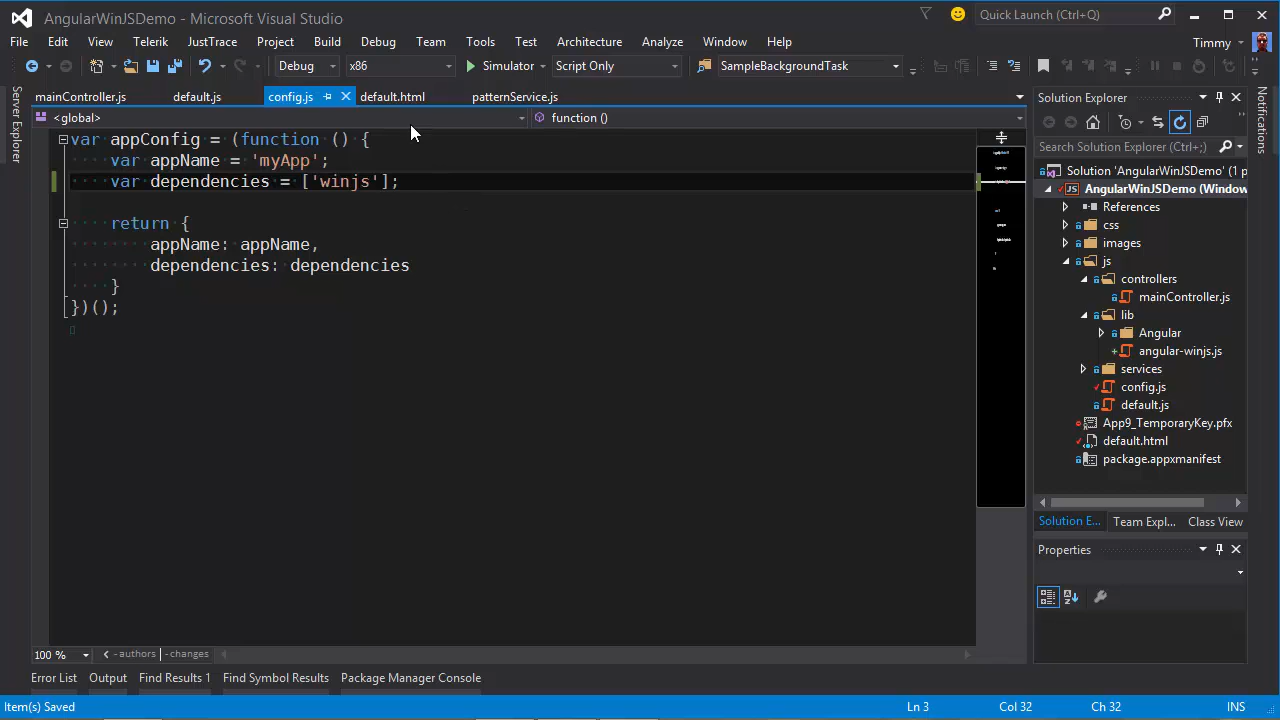 AngularWinJSDemo - Microsoft Visual Studio
Quick Launch (Ctrl+Q)
File Edit View Telerik JustTrace Project Build Debug Team Tools Test Architecture Analyze Window Help
Timmy
Debug x86 Simulator Script Only SampleBackgroundTask
Server Explorer
Notifications
mainController.js default.js config.js default.html patternService.js
<global> function ()
var appConfig = (function () {
var appName = 'myApp';
var dependencies = ['winjs'];
return {
appName: appName,
dependencies: dependencies
}
})();
100 %
- authors | - changes
Solution Explorer
Search Solution Explorer (Ctrl+;)
Solution 'AngularWinJSDemo' (1 p
AngularWinJSDemo (Window
References
css
images
js
controllers
mainController.js
lib
Angular
angular-winjs.js
services
config.js
default.js
App9_TemporaryKey.pfx
default.html
package.appxmanifest
Solution E... Team Expl... Class View
Properties
Error List Output Find Results 1 Find Symbol Results Package Manager Console
Item(s) Saved Ln 3 Col 32 Ch 32 INS